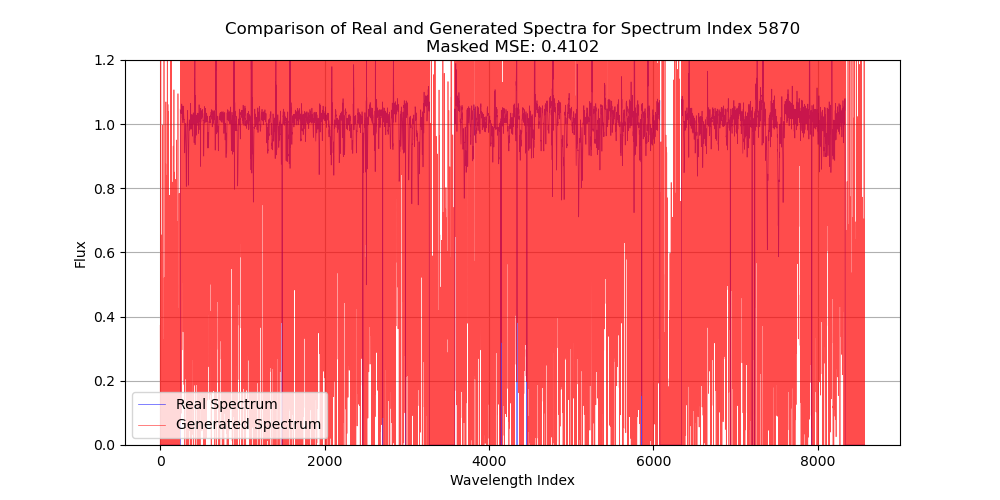 Comparison of Real and Generated Spectra for Spectrum Index 5870
Masked MSE: 0.4102
1.2
1.0
0.8
0.6
0.4
0.2
0.0
Flux
Real Spectrum
Generated Spectrum
0 2000 4000 6000 8000
Wavelength Index